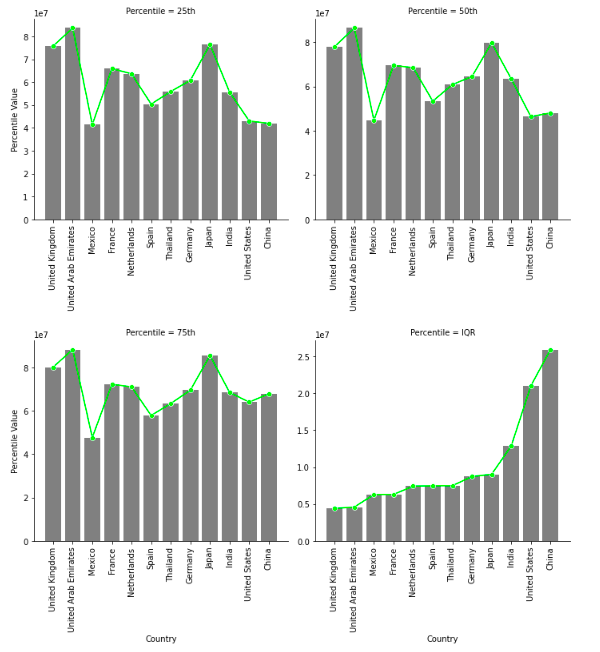 Percentile = 25th
1e7
Percentile Value
8
7
6
5
4
3
2
1
0
United Kingdom
United Arab Emirates
Mexico
France
Netherlands
Spain
Thailand
Germany
Japan
India
United States
China
Percentile = 50th
1e7
8
6
4
2
0
United Kingdom
United Arab Emirates
Mexico
France
Netherlands
Spain
Thailand
Germany
Japan
India
United States
China
Percentile = 75th
1e7
Percentile Value
8
6
4
2
0
United Kingdom
United Arab Emirates
Mexico
France
Netherlands
Spain
Thailand
Germany
Japan
India
United States
China
Country
Percentile = IQR
1e7
2.5
2.0
1.5
1.0
0.5
0.0
United Kingdom
United Arab Emirates
Mexico
France
Netherlands
Spain
Thailand
Germany
Japan
India
United States
China
Country